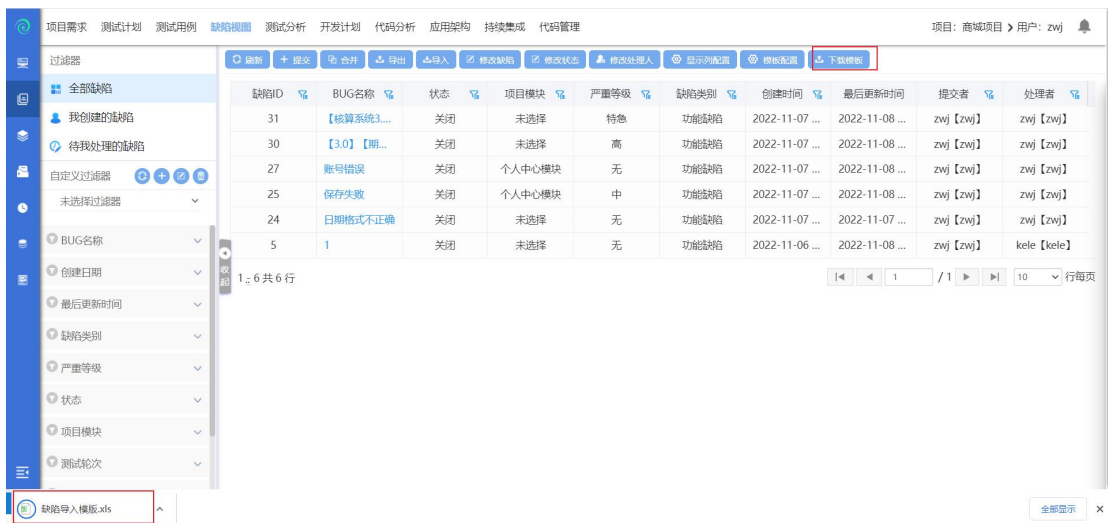 项目需求 测试计划 测试用例 缺陷视图 测试分析 开发计划 代码分析 应用架构 持续集成 代码管理 项目：商城项目 用户：zwj
过滤器
刷新 提交 合并 导出 导入 修改缺陷 修改状态 修改处理人 显示列配置 模板配置 下载模板
全部缺陷
我创建的缺陷
待我处理的缺陷
自定义过滤器
未选择过滤器
BUG名称
创建日期
最后更新时间
缺陷类别
严重等级
状态
项目模块
测试轮次
收起
缺陷ID BUG名称 状态 项目模块 严重等级 缺陷类别 创建时间 最后更新时间 提交者 处理者
31 【核算系统3.... 关闭 未选择 特急 功能缺陷 2022-11-07 ... 2022-11-08 ... zwj【zwj】 zwj【zwj】
30 【3.0】【期... 关闭 未选择 高 功能缺陷 2022-11-07 ... 2022-11-08 ... zwj【zwj】 zwj【zwj】
27 账号错误 关闭 个人中心模块 无 功能缺陷 2022-11-07 ... 2022-11-08 ... zwj【zwj】 zwj【zwj】
25 保存失败 关闭 个人中心模块 中 功能缺陷 2022-11-07 ... 2022-11-07 ... zwj【zwj】 zwj【zwj】
24 日期格式不正确 关闭 未选择 无 功能缺陷 2022-11-07 ... 2022-11-07 ... zwj【zwj】 zwj【zwj】
5 1 关闭 未选择 无 功能缺陷 2022-11-06 ... 2022-11-08 ... zwj【zwj】 kele【kele】
1 - 6 共 6 行 1 / 1 10 行每页
缺陷导入模版.xls 全部显示